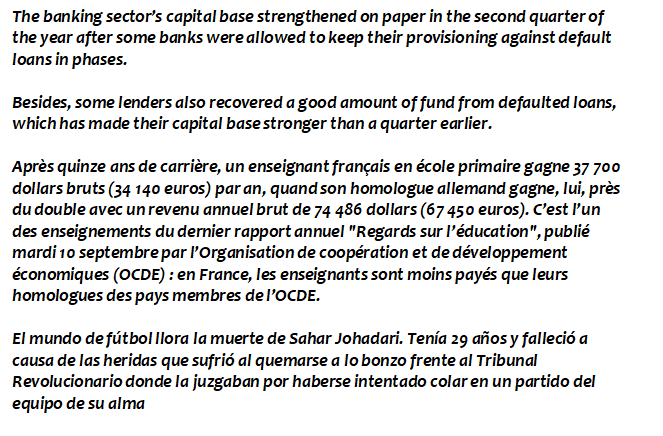 The banking sector's capital base strengthened on paper in the second quarter of
the year after some banks were allowed to keep their provisioning against default
loans in phases.
Besides, some lenders also recovered a good amount of fund from defaulted loans,
which has made their capital base stronger than a quarter earlier.
Après quinze ans de carrière, un enseignant français en école primaire gagne 37 700
dollars bruts (34 140 euros) par an, quand son homologue allemand gagne, lui, près
du double avec un revenu annuel brut de 74 486 dollars (67 450 euros). C'est l'un
des enseignements du dernier rapport annuel "Regards sur l'éducation", publié
mardi 10 septembre par l'Organisation de coopération et de développement
économiques (OCDE) : en France, les enseignants sont moins payés que leurs
homologues des pays membres de l'OCDE.
El mundo de fútbol llora la muerte de Sahar Johadari. Tenía 29 años y falleció a
causa de las heridas que sufrió al quemarse a lo bonzo frente al Tribunal
Revolucionario donde la juzgaban por haberse intentado colar en un partido del
equipo de su alma